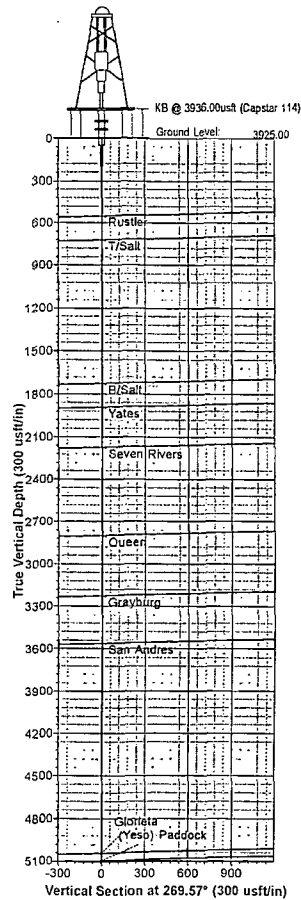 KB @ 3936.00usft (Capstar 114)
Ground Level: 3925.00
0
300
600
Rustler
T/Salt
900
1200
1500
B/Salt
1800
Yates
2100
Seven Rivers
2400
2700
Queen
3000
Grayburg
3300
San Andres
3600
3900
4200
4500
4800
Glorieta
(Yeso) Paddock
5100
-300 0 300 600 900
True Vertical Depth (300 usft/in)
Vertical Section at 269.57° (300 usft/in)